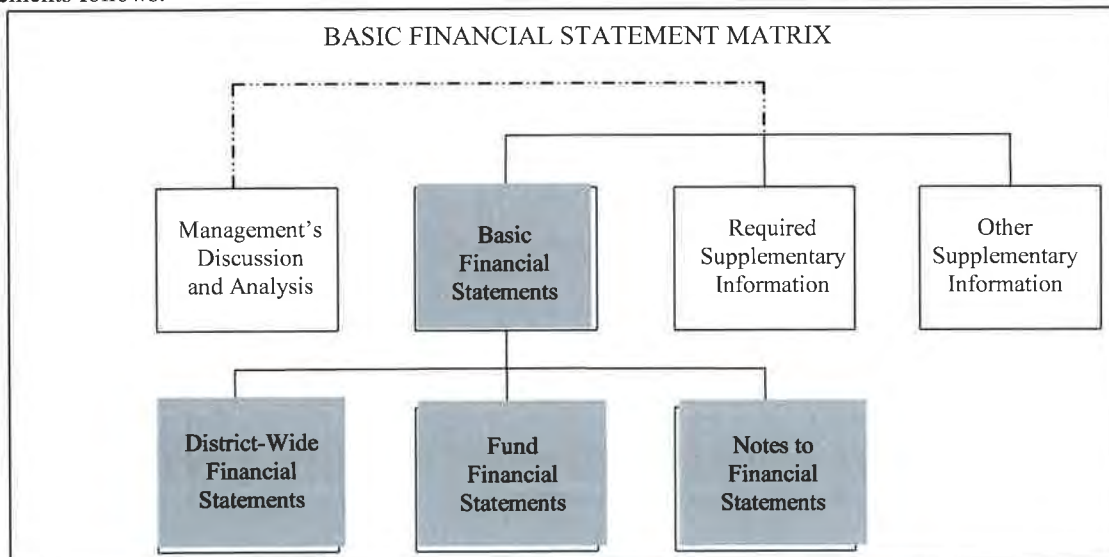 ements follows.
BASIC FINANCIAL STATEMENT MATRIX
Management's
Discussion
and Analysis
Basic
Financial
Statements
Required
Supplementary
Information
Other
Supplementary
Information
District-Wide
Financial
Statements
Fund
Financial
Statements
Notes to
Financial
Statements